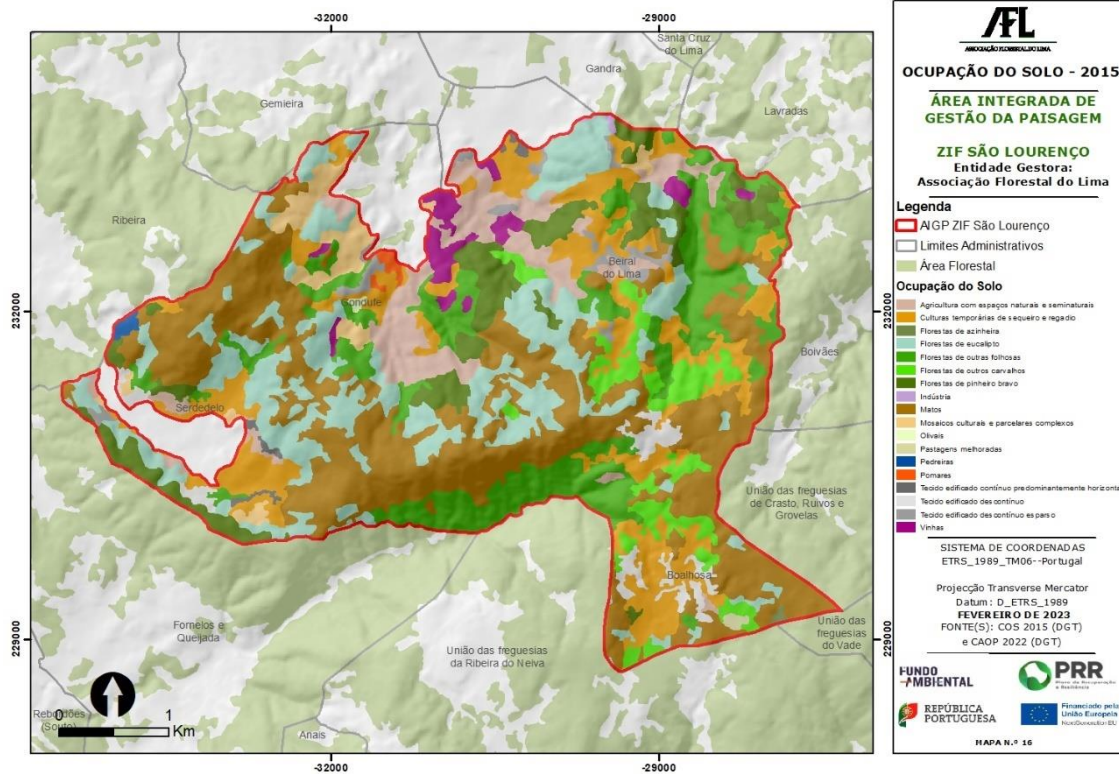 -32000
-29000
Santa Cruz
do Lima
Gandra
Gemieira
Lavradas
Ribeira
Beiral
do Lima
Gondufe
232000
232000
Boivães
Serdedelo
União das freguesias
de Crasto, Ruivos e
Grovelas
Boalhosa
Fornelos e
Queijada
União das freguesias
da Ribeira do Neiva
União das
freguesias
do Vade
229000
229000
Rebordões
(Souto)
Anais
0 1
Km
-32000
-29000
AFL
ASSOCIAÇÃO FLORESTAL DO LIMA
OCUPAÇÃO DO SOLO - 2015
ÁREA INTEGRADA DE
GESTÃO DA PAISAGEM
ZIF SÃO LOURENÇO
Entidade Gestora:
Associação Florestal do Lima
Legenda
AIGP ZIF São Lourenço
Limites Administrativos
Área Florestal
Ocupação do Solo
Agricultura com espaços naturais e seminaturais
Culturas temporárias de sequeiro e regadio
Florestas de azinheira
Florestas de eucalipto
Florestas de outras folhosas
Florestas de outros carvalhos
Florestas de pinheiro bravo
Indústria
Matos
Mosaicos culturais e parcelares complexos
Olivais
Pastagens melhoradas
Pedreiras
Pomares
Tecido edificado contínuo predominantemente horizonta
Tecido edificado descontínuo
Tecido edificado descontínuo esparso
Vinhas
SISTEMA DE COORDENADAS
ETRS_1989_TM06--Portugal
Projecção Transverse Mercator
Datum: D_ETRS_1989
FEVEREIRO DE 2023
FONTE(S): COS 2015 (DGT)
e CAOP 2022 (DGT)
FUNDO
AMBIENTAL
PRR
Plano de Recuperação
e Resiliência
REPÚBLICA
PORTUGUESA
Financiado pela
União Europeia
NextGenerationEU
MAPA N.º 16